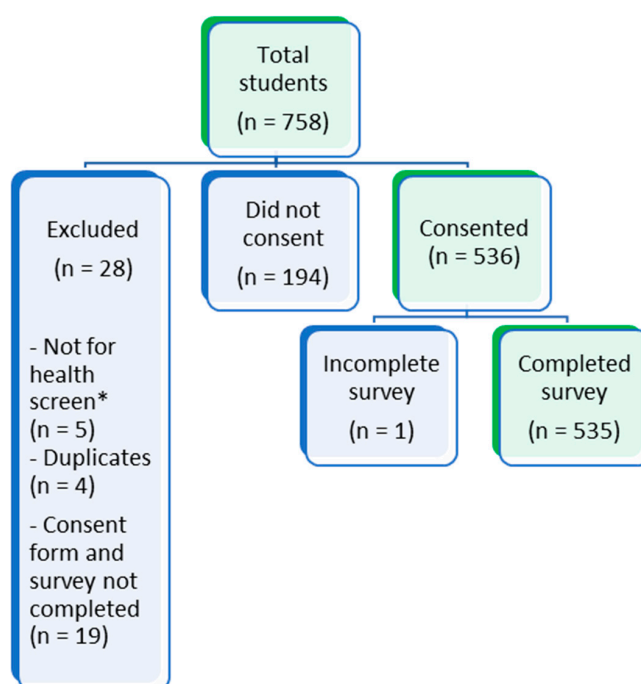 Total
students
(n = 758)
Excluded
(n = 28)
- Not for
health
screen*
(n = 5)
- Duplicates
(n = 4)
- Consent
form and
survey not
completed
(n = 19)
Did not
consent
(n = 194)
Consented
(n = 536)
Incomplete
survey
(n = 1)
Completed
survey
(n = 535)